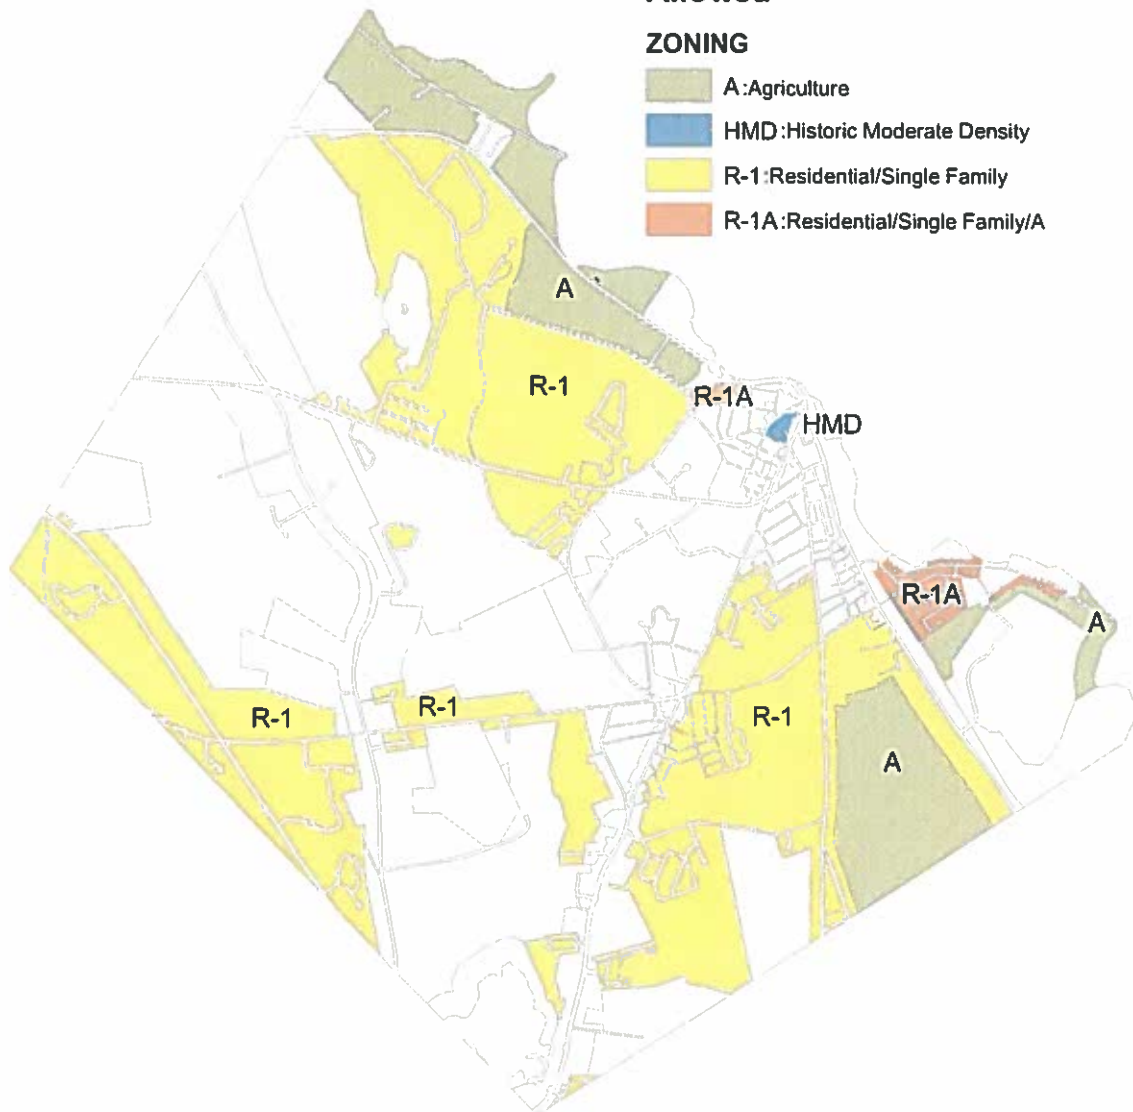 ZONING
A:Agriculture
HMD:Historic Moderate Density
R-1:Residential/Single Family
R-1A:Residential/Single Family/A
A
R-1
R-1A
HMD
R-1A
A
R-1
R-1
R-1
A